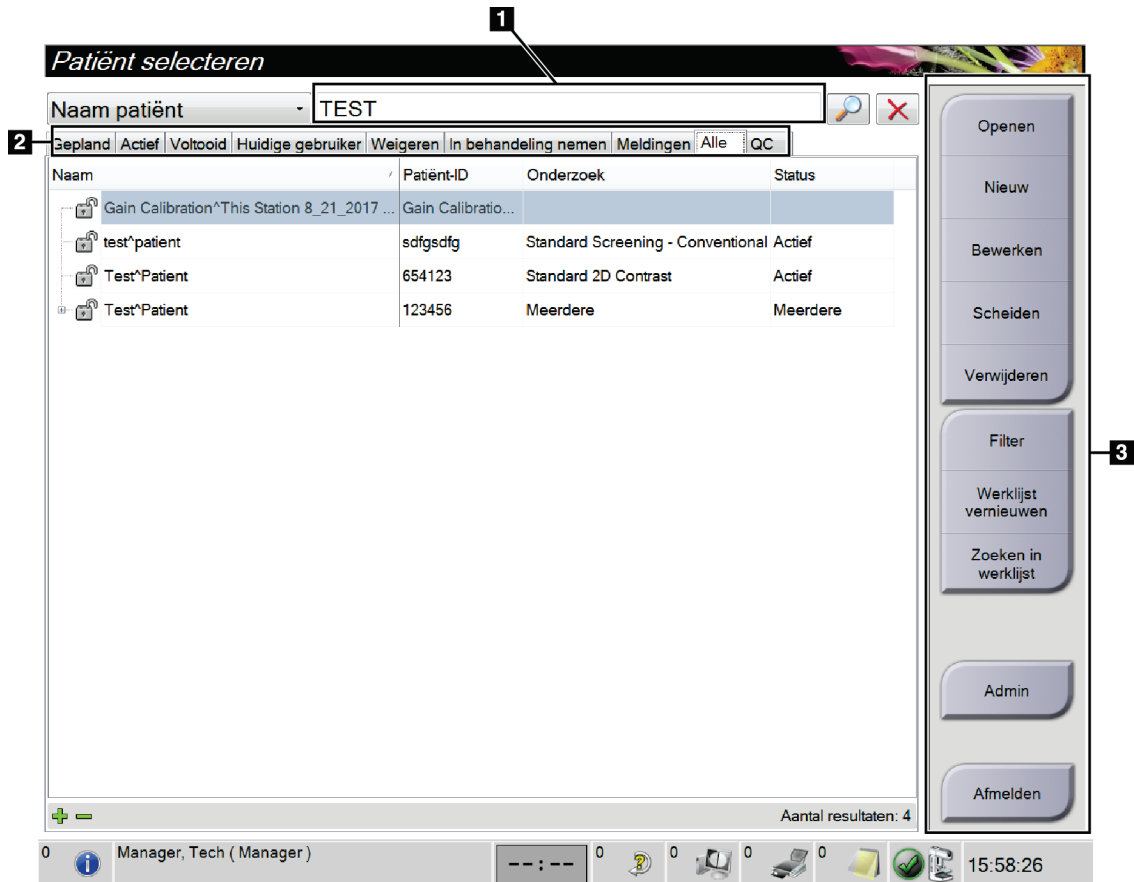 1
Patiënt selecteren
Naam patiënt TEST
2
Gepland Actief Voltooid Huidige gebruiker Weigeren In behandeling nemen Meldingen Alle QC
Naam Patiënt-ID Onderzoek Status
Gain Calibration^This Station 8_21_2017 ... Gain Calibratio...
test^patient sdfgsdfg Standard Screening - Conventional Actief
Test^Patient 654123 Standard 2D Contrast Actief
Test^Patient 123456 Meerdere Meerdere
Aantal resultaten: 4
Openen
Nieuw
Bewerken
Scheiden
Verwijderen
Filter
3
Werklijst
vernieuwen
Zoeken in
werklijst
Admin
Afmelden
0 Manager, Tech ( Manager ) --:-- 0 0 0 0 15:58:26